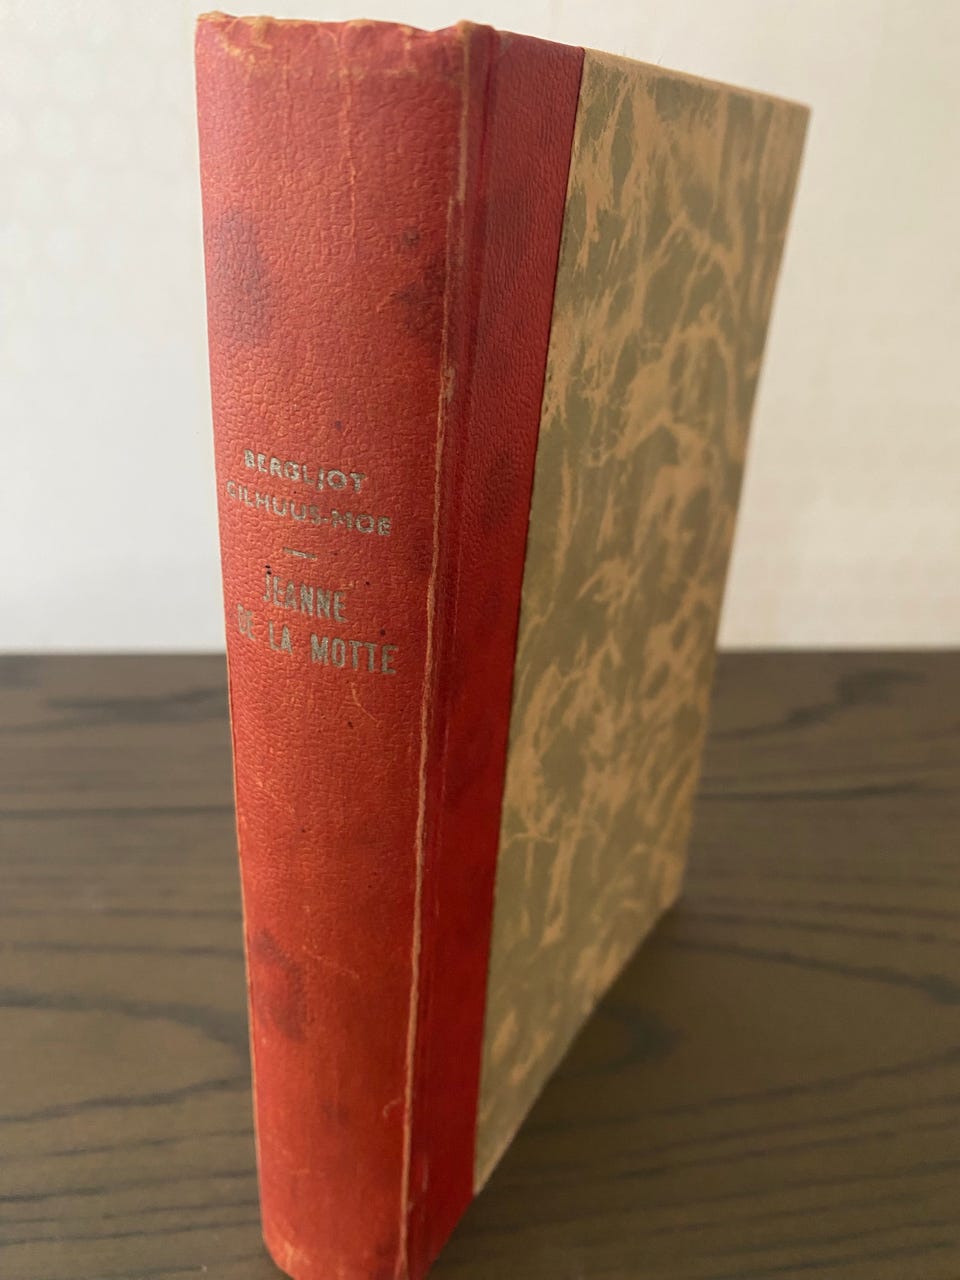 BERGLJOT
GILHUUS-MOE
JEANNE
DE LA MOTTE